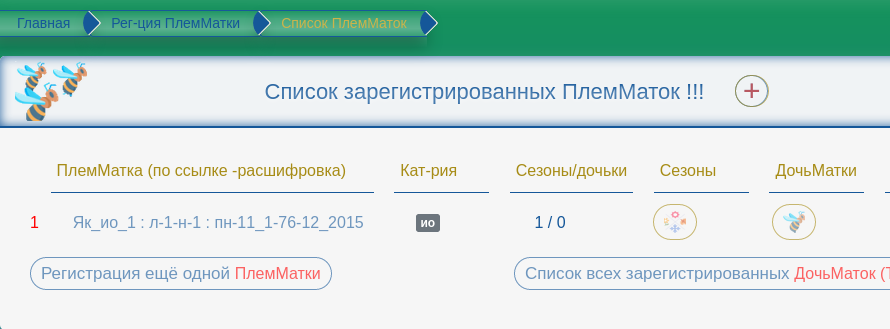 Главная Рег-ция ПлемМатки Список ПлемМаток
Список зарегистрированных ПлемМаток !!! +
ПлемМатка (по ссылке -расшифровка) Кат-рия Сезоны/дочьки Сезоны ДочьМатки
1 Як_ио_1 : л-1-н-1 : пн-11_1-76-12_2015 ио 1 / 0
Регистрация ещё одной ПлемМатки Список всех зарегистрированных ДочьМаток (